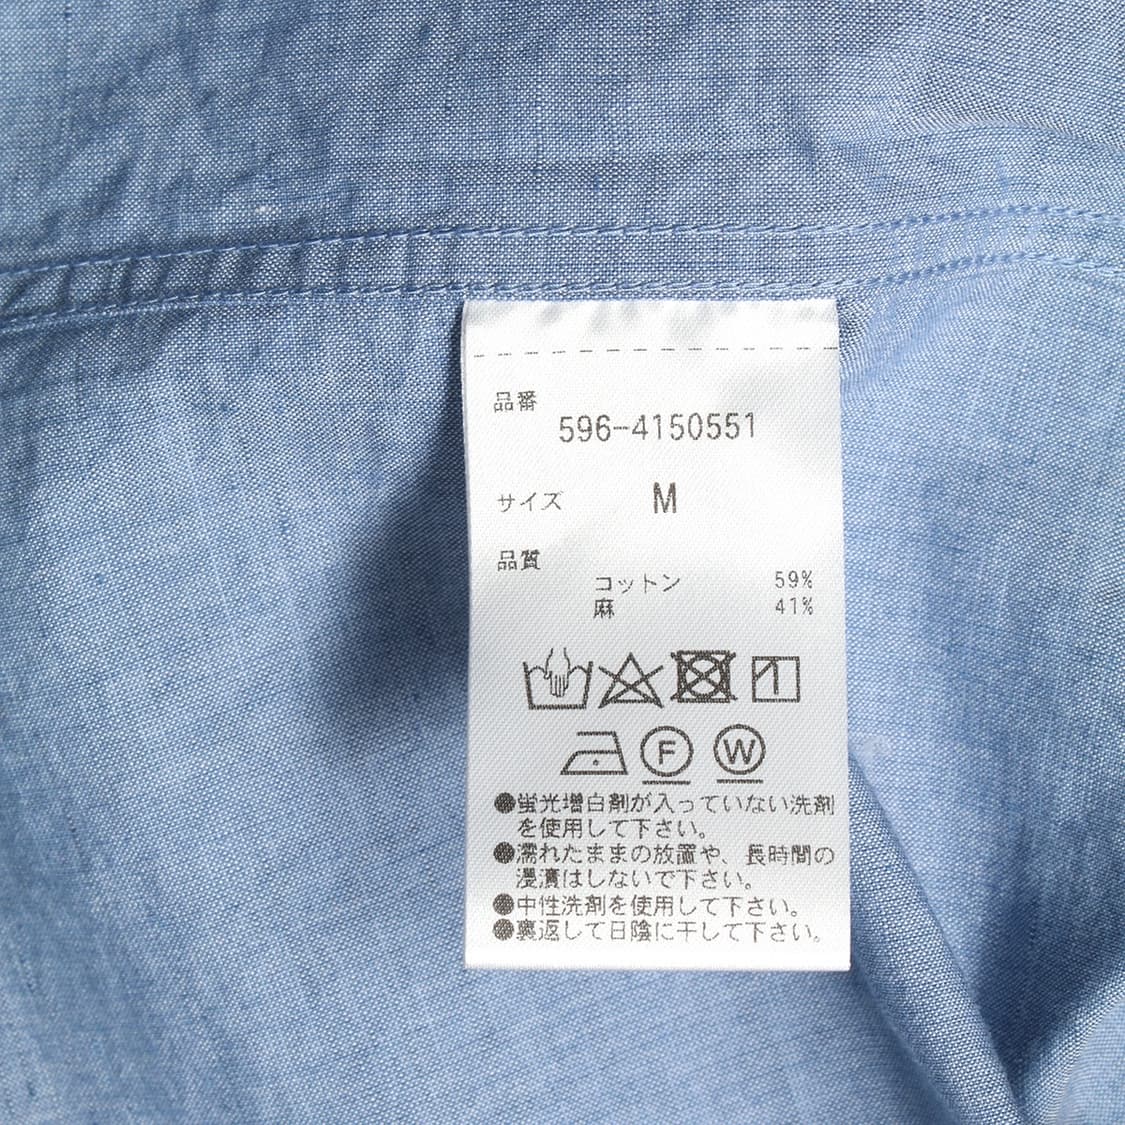 品番
596-4150551
サイズ M
品質
コットン 59%
麻 41%
F W
●蛍光増白剤が入っていない洗剤
を使用して下さい。
●濡れたままの放置や、長時間の
浸漬はしないで下さい。
●中性洗剤を使用して下さい。
●裏返して日陰に干して下さい。